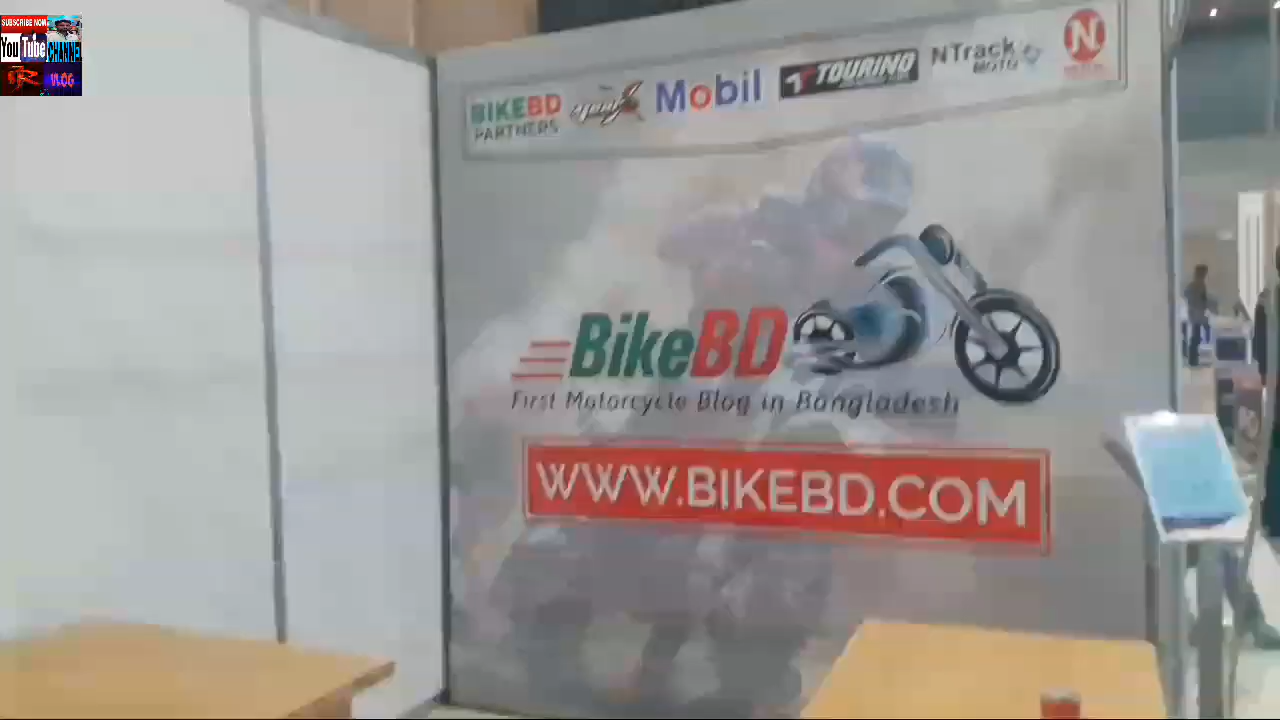 SUBSCRIBE NOW
YouTube CHANNEL
VLOG
BIKEBD
PARTNERS
Mobil
TOURINO
NTrack
MOTO
N
BikeBD
First Motorcycle Blog in Bangladesh
WWW.BIKEBD.COM